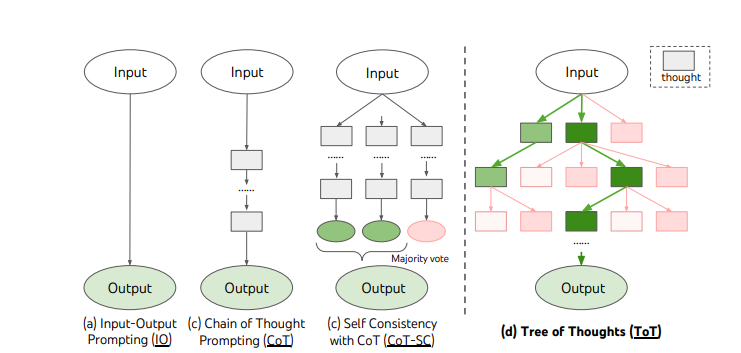 Input
Input
Input
Input
thought
......
......
......
......
......
Majority vote
Output
Output
Output
Output
(a) Input-Output
Prompting (IO)
(c) Chain of Thought
Prompting (CoT)
(c) Self Consistency
with CoT (CoT-SC)
(d) Tree of Thoughts (ToT)